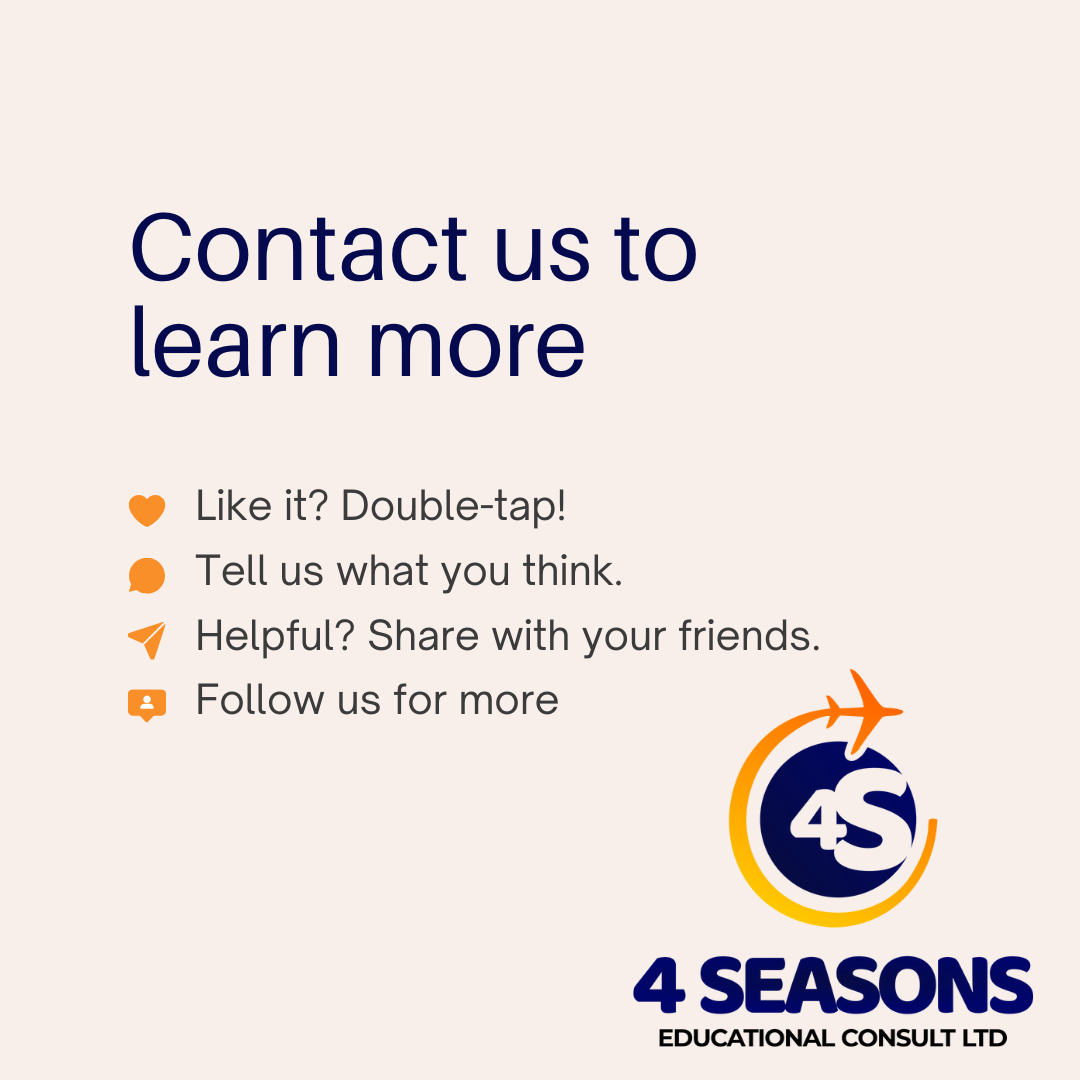 Contact us to
learn more
Like it? Double-tap!
Tell us what you think.
Helpful? Share with your friends.
Follow us for more
4S
4 SEASONS
EDUCATIONAL CONSULT LTD